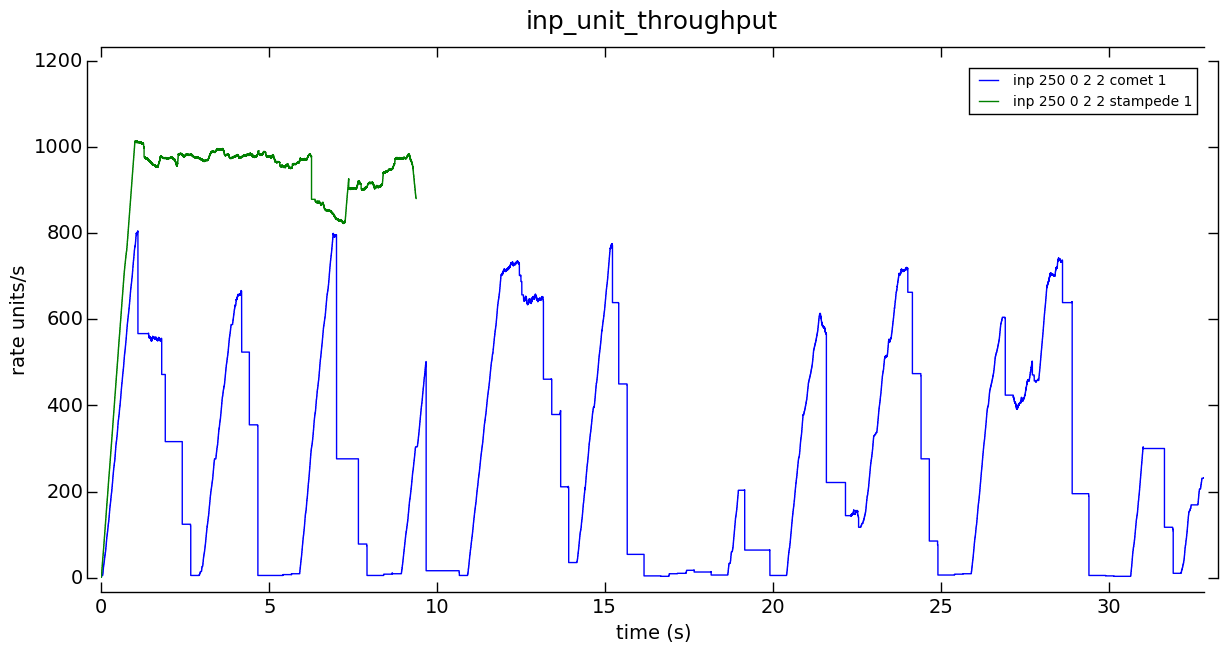 inp_unit_throughput
inp 250 0 2 2 comet 1
inp 250 0 2 2 stampede 1
rate units/s
1200
1000
800
600
400
200
0
0 5 10 15 20 25 30
time (s)